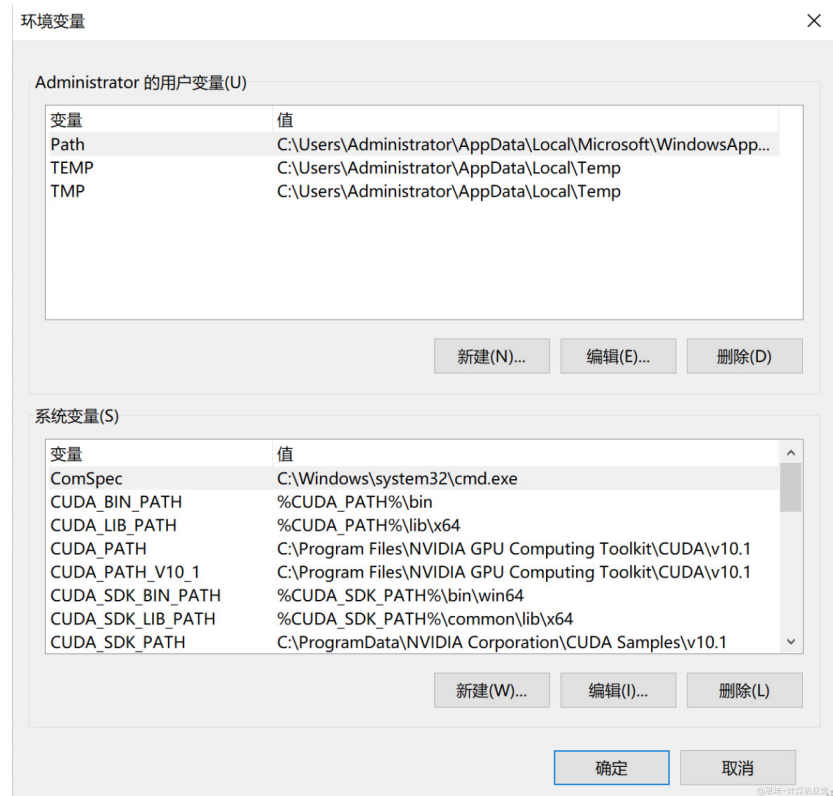 环境变量
Administrator 的用户变量(U)
变量 值
Path C:\Users\Administrator\AppData\Local\Microsoft\WindowsApp...
TEMP C:\Users\Administrator\AppData\Local\Temp
TMP C:\Users\Administrator\AppData\Local\Temp
新建(N)... 编辑(E)... 删除(D)
系统变量(S)
变量 值
ComSpec C:\Windows\system32\cmd.exe
CUDA_BIN_PATH %CUDA_PATH%\bin
CUDA_LIB_PATH %CUDA_PATH%\lib\x64
CUDA_PATH C:\Program Files\NVIDIA GPU Computing Toolkit\CUDA\v10.1
CUDA_PATH_V10_1 C:\Program Files\NVIDIA GPU Computing Toolkit\CUDA\v10.1
CUDA_SDK_BIN_PATH %CUDA_SDK_PATH%\bin\win64
CUDA_SDK_LIB_PATH %CUDA_SDK_PATH%\common\lib\x64
CUDA_SDK_PATH C:\ProgramData\NVIDIA Corporation\CUDA Samples\v10.1
新建(W)... 编辑(I)... 删除(L)
确定 取消